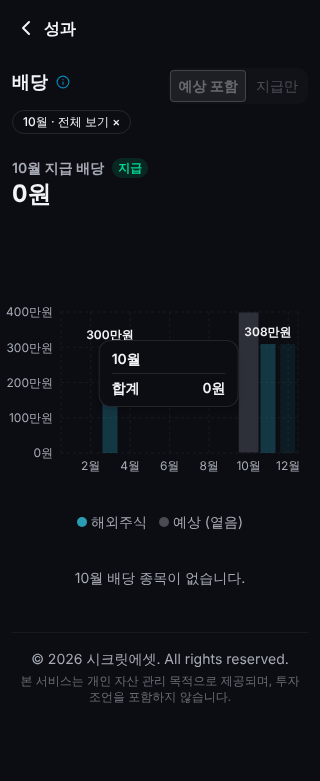 성과
배당
예상 포함 지급만
10월 · 전체 보기 ×
10월 지급 배당 지급
0원
400만원
300만원 308만원
300만원
10월
합계 0원
200만원
100만원
0원
2월 4월 6월 8월 10월 12월
해외주식 예상 (옅음)
10월 배당 종목이 없습니다.
© 2026 시크릿에셋. All rights reserved.
본 서비스는 개인 자산 관리 목적으로 제공되며, 투자
조언을 포함하지 않습니다.